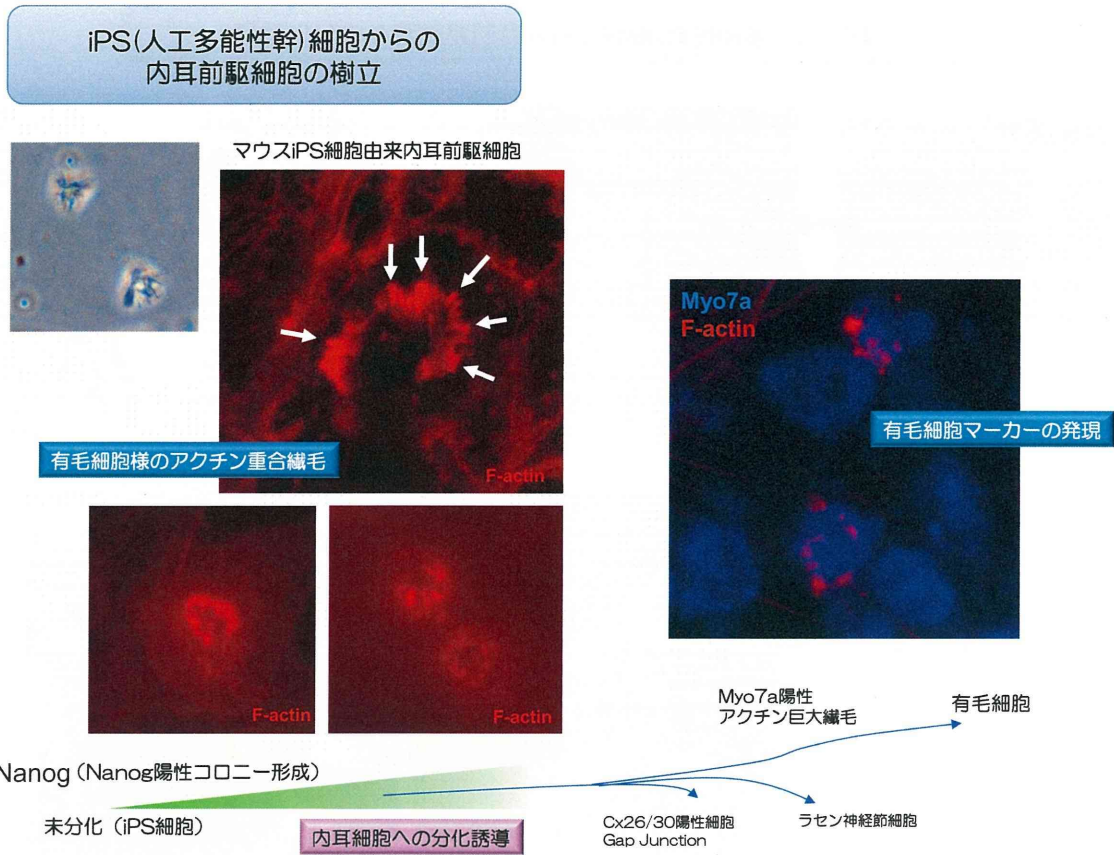 iPS(人工多能性幹)細胞からの
内耳前駆細胞の樹立
マウスiPS細胞由来内耳前駆細胞
有毛細胞様のアクチン重合繊毛
F-actin
F-actin
F-actin
Myo7a
F-actin
有毛細胞マーカーの発現
Myo7a陽性
アクチン巨大繊毛
有毛細胞
Nanog（Nanog陽性コロニー形成）
未分化（iPS細胞）
内耳細胞への分化誘導
Cx26/30陽性細胞
Gap Junction
ラセン神経節細胞